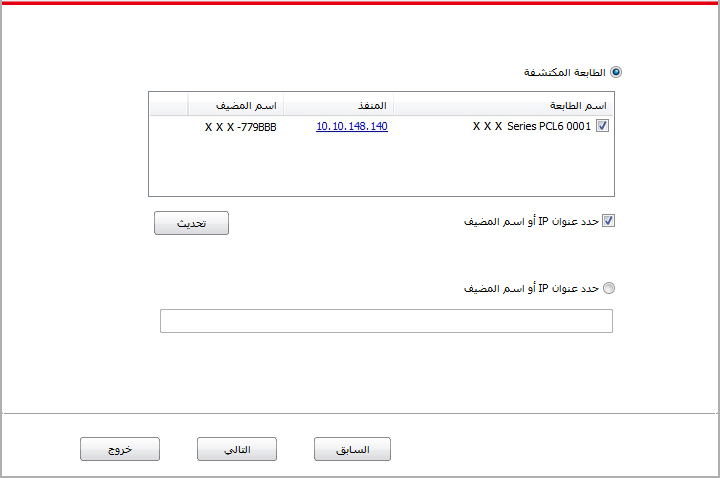 الطابعة المكتشفة
اسم الطابعة المنفذ اسم المضيف
X X X Series PCL6 0001 10.10.148.140 X X X -779BBB
حدد عنوان IP أو اسم المضيف تحديث
حدد عنوان IP أو اسم المضيف
السابق التالي خروج